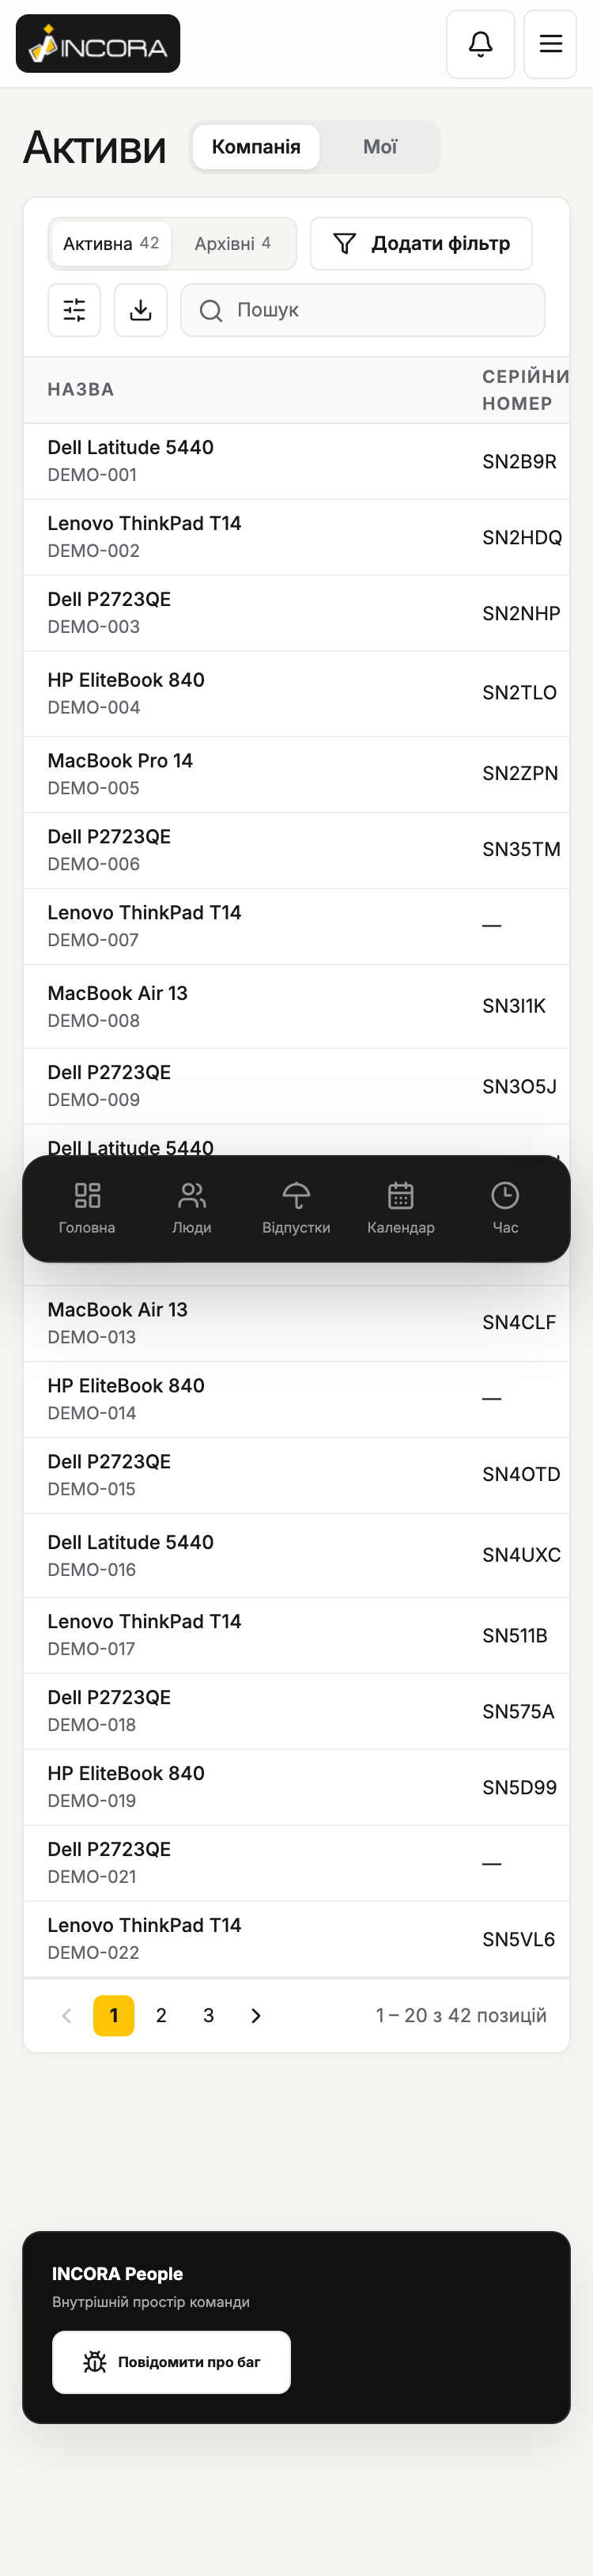 INCORA
Активи
Компанія
Мої
Активна 42
Архівні 4
Додати фільтр
Пошук
НАЗВА
СЕРІЙНИ
НОМЕР
Dell Latitude 5440
DEMO-001
SN2B9R
Lenovo ThinkPad T14
DEMO-002
SN2HDQ
Dell P2723QE
DEMO-003
SN2NHP
HP EliteBook 840
DEMO-004
SN2TLO
MacBook Pro 14
DEMO-005
SN2ZPN
Dell P2723QE
DEMO-006
SN35TM
Lenovo ThinkPad T14
DEMO-007
—
MacBook Air 13
DEMO-008
SN3I1K
Dell P2723QE
DEMO-009
SN3O5J
Dell Latitude 5440
Головна
Люди
Відпустки
Календар
Час
MacBook Air 13
DEMO-013
SN4CLF
HP EliteBook 840
DEMO-014
—
Dell P2723QE
DEMO-015
SN4OTD
Dell Latitude 5440
DEMO-016
SN4UXC
Lenovo ThinkPad T14
DEMO-017
SN511B
Dell P2723QE
DEMO-018
SN575A
HP EliteBook 840
DEMO-019
SN5D99
Dell P2723QE
DEMO-021
—
Lenovo ThinkPad T14
DEMO-022
SN5VL6
1 2 3
1 – 20 з 42 позицій
INCORA People
Внутрішній простір команди
Повідомити про баг